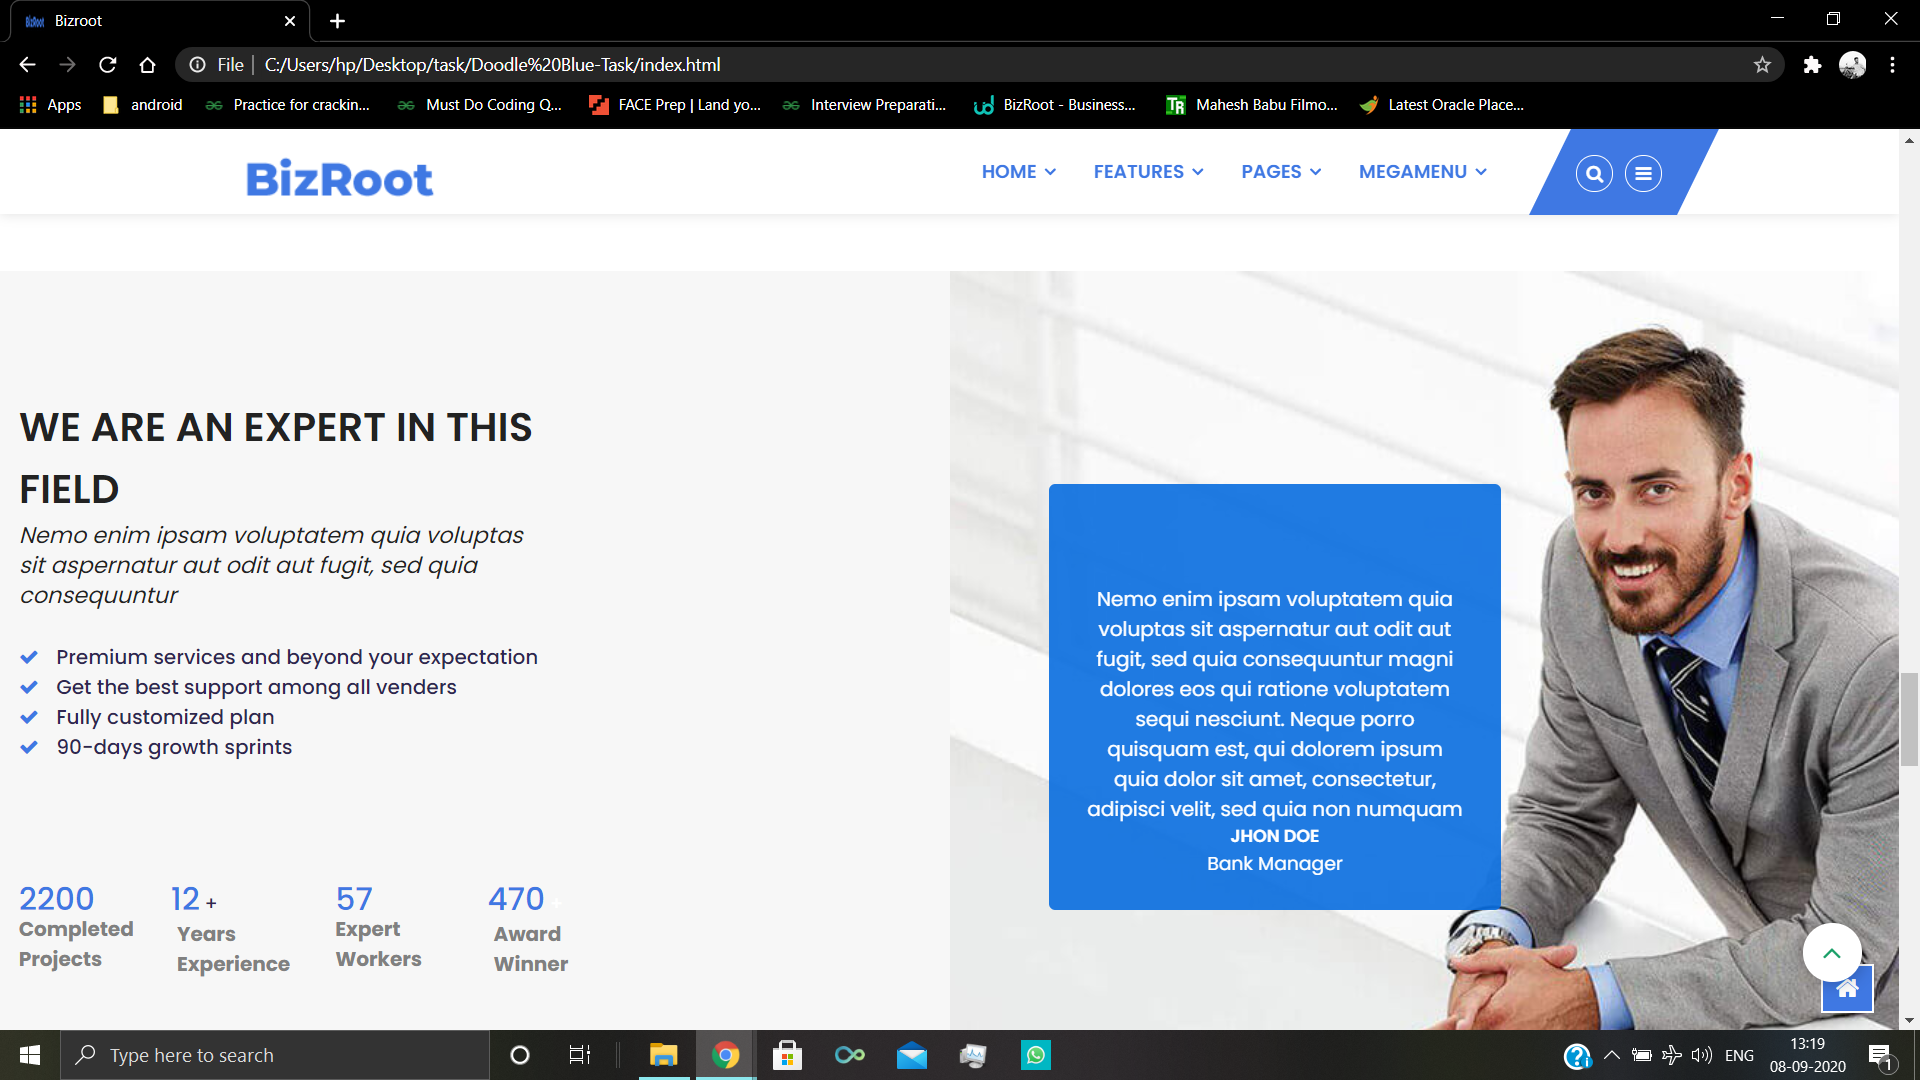 BizRoot Bizroot
File C:/Users/hp/Desktop/task/Doodle%20Blue-Task/index.html
Apps android Practice for crackin... Must Do Coding Q... FACE Prep | Land yo... Interview Preparati... BizRoot - Business... TR Mahesh Babu Filmo... Latest Oracle Place...
BizRoot HOME FEATURES PAGES MEGAMENU
WE ARE AN EXPERT IN THIS
FIELD
Nemo enim ipsam voluptatem quia voluptas
sit aspernatur aut odit aut fugit, sed quia
consequuntur
Premium services and beyond your expectation
Get the best support among all venders
Fully customized plan
90-days growth sprints
2200 12 + 57 470 +
Completed Years Expert Award
Projects Experience Workers Winner
Nemo enim ipsam voluptatem quia
voluptas sit aspernatur aut odit aut
fugit, sed quia consequuntur magni
dolores eos qui ratione voluptatem
sequi nesciunt. Neque porro
quisquam est, qui dolorem ipsum
quia dolor sit amet, consectetur,
adipisci velit, sed quia non numquam
JHON DOE
Bank Manager
Type here to search
ENG
13:19
08-09-2020
1